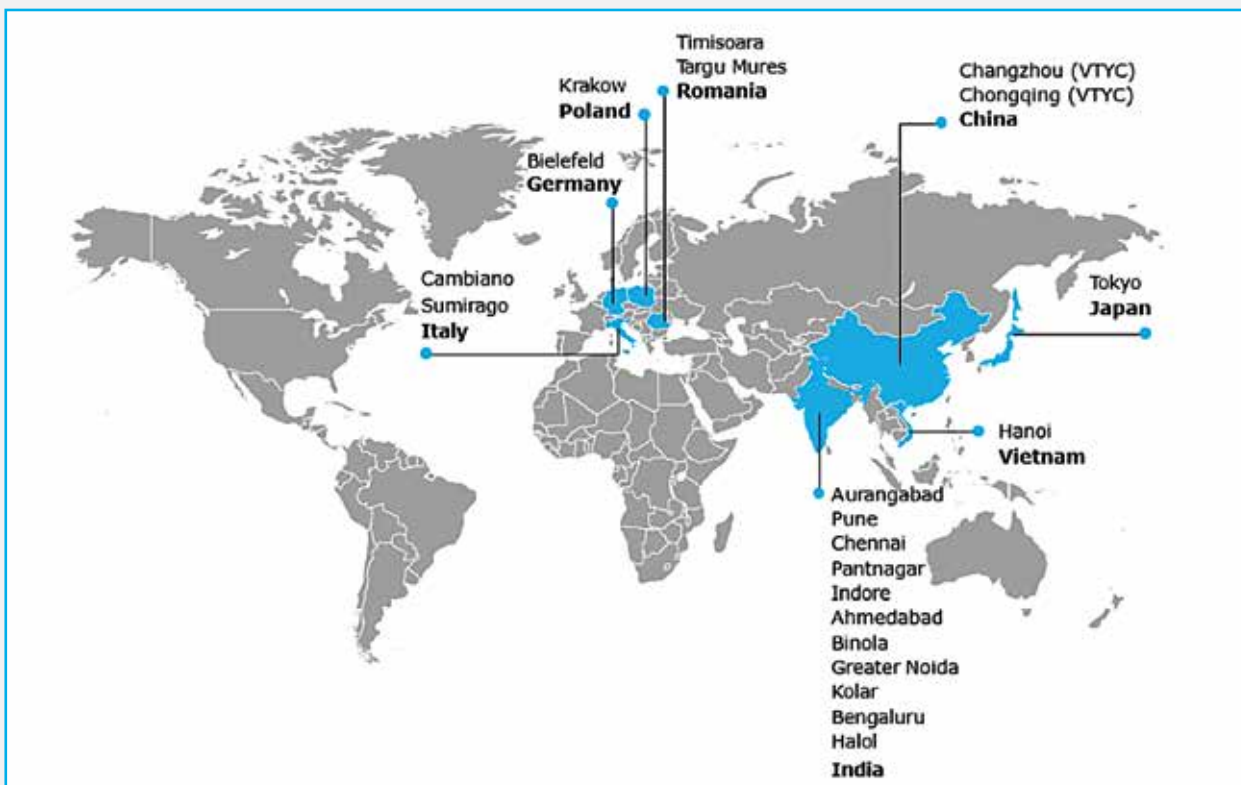 Timisoara
Targu Mures
Romania
Krakow
Poland
Changzhou (VTYC)
Chongqing (VTYC)
China
Bielefeld
Germany
Cambiano
Sumirago
Italy
Tokyo
Japan
Hanoi
Vietnam
Aurangabad
Pune
Chennai
Pantnagar
Indore
Ahmedabad
Binola
Greater Noida
Kolar
Bengaluru
Halol
India